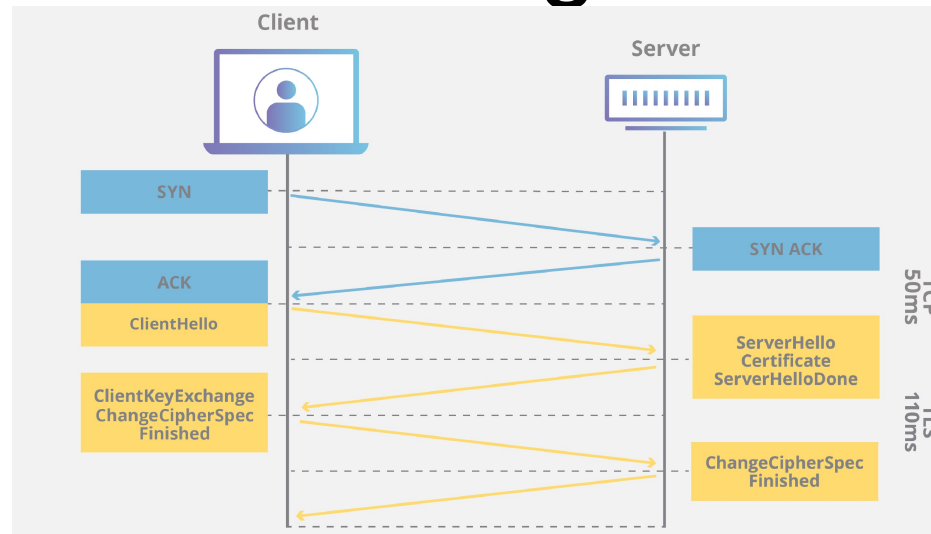 Client
Server
SYN
SYN ACK
ACK
ClientHello
ServerHello
Certificate
ServerHelloDone
ClientKeyExchange
ChangeCipherSpec
Finished
ChangeCipherSpec
Finished
50ms
110ms